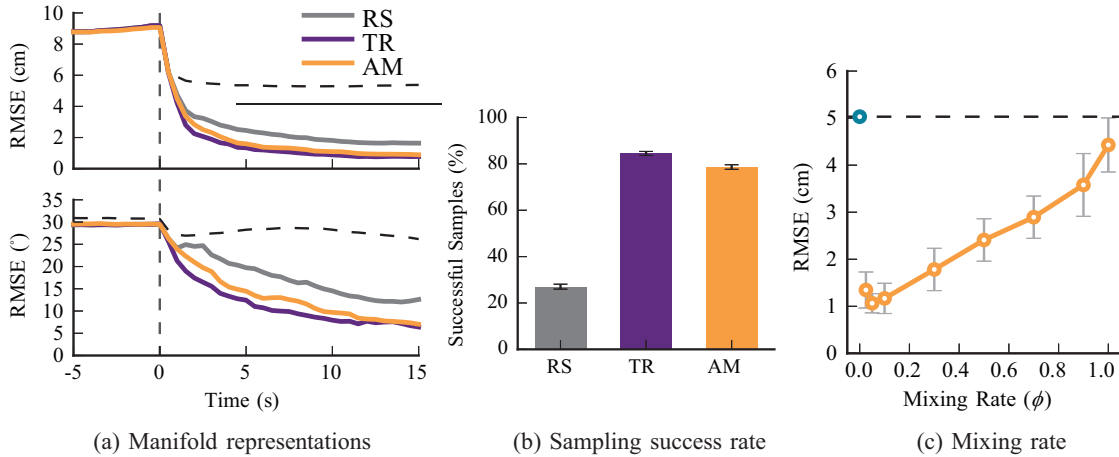 RMSE (cm)
10
8
6
4
2
0
RS
TR
AM
RMSE (°)
35
30
25
20
15
10
5
0
-5 0 5 10 15
Time (s)
(a) Manifold representations
Successful Samples (%)
100
80
60
40
20
0
RS TR AM
(b) Sampling success rate
RMSE (cm)
6
5
4
3
2
1
0
0.0 0.2 0.4 0.6 0.8 1.0
Mixing Rate (ϕ)
(c) Mixing rate